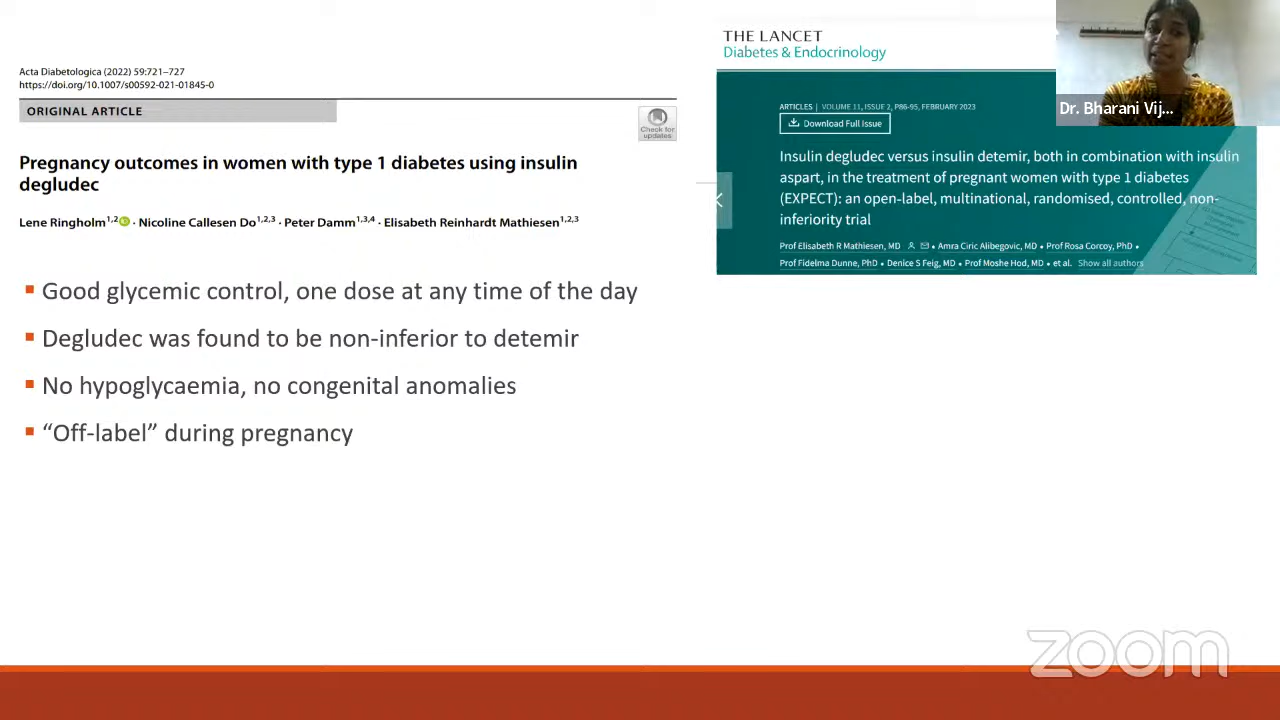 Acta Diabetologica (2022) 59:721–727
https://doi.org/10.1007/s00592-021-01845-0
ORIGINAL ARTICLE
Check for
updates
Pregnancy outcomes in women with type 1 diabetes using insulin
degludec
Lene Ringholm1,2 · Nicoline Callesen Do1,2,3 · Peter Damm1,3,4 · Elisabeth Reinhardt Mathiesen1,2,3
▪ Good glycemic control, one dose at any time of the day
▪ Degludec was found to be non-inferior to detemir
▪ No hypoglycaemia, no congenital anomalies
▪ “Off-label” during pregnancy
THE LANCET
Diabetes & Endocrinology
ARTICLES | VOLUME 11, ISSUE 2, P86-95, FEBRUARY 2023
Download Full Issue
Insulin degludec versus insulin detemir, both in combination with insulin
aspart, in the treatment of pregnant women with type 1 diabetes
(EXPECT): an open-label, multinational, randomised, controlled, non-
inferiority trial
Prof Elisabeth R Mathiesen, MD • Amra Ciric Alibegovic, MD • Prof Rosa Corcoy, PhD •
Prof Fidelma Dunne, PhD • Denice S Feig, MD • Prof Moshe Hod, MD • et al. Show all authors
Dr. Bharani Vij...
zoom